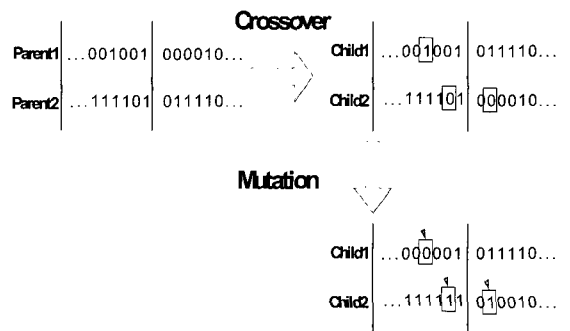 Crossover
Parent1 ...001001 000010...
Parent2 ...111101 011110...
Child1 ...001001 011110...
Child2 ...111101 000010...
Mutation
Child1 ...000001 011110...
Child2 ...111111 010010...